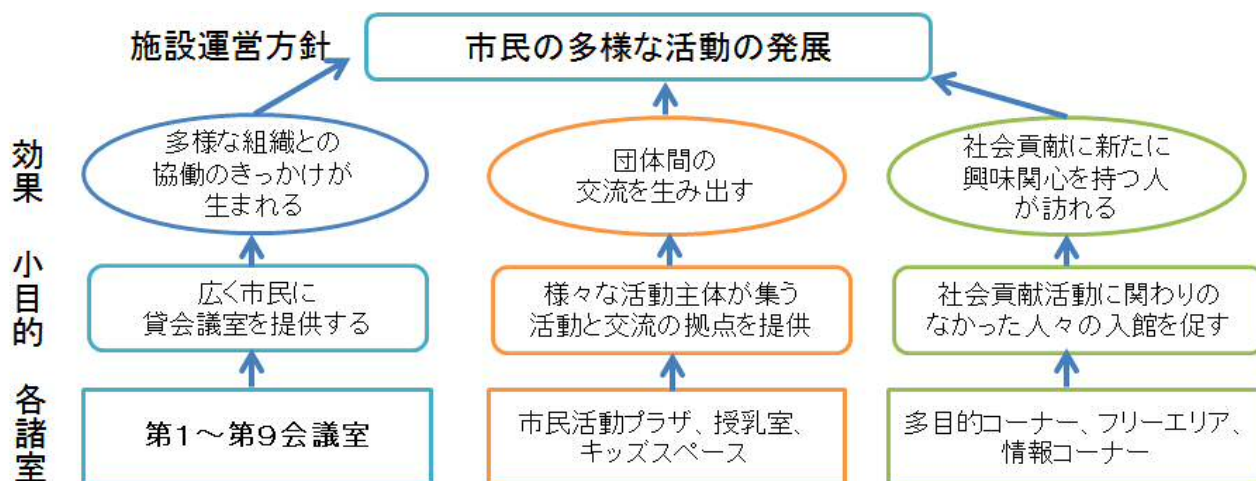 施設運営方針
市民の多様な活動の発展
効果
多様な組織との
協働のきっかけが
生まれる
団体間の
交流を生み出す
社会貢献に新たに
興味関心を持つ人
が訪れる
小目的
広く市民に
貸会議室を提供する
様々な活動主体が集う
活動と交流の拠点を提供
社会貢献活動に関わりの
なかった人々の入館を促す
各諸室
第1～第9会議室
市民活動プラザ、授乳室、
キッズスペース
多目的コーナー、フリーエリア、
情報コーナー